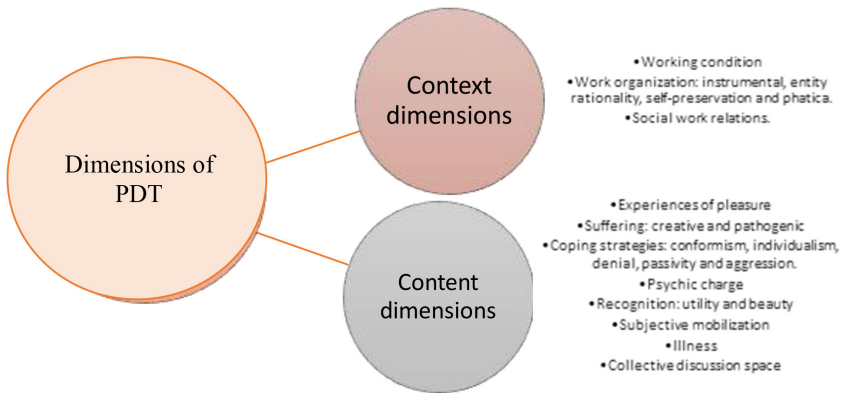 Dimensions of
PDT
Context
dimensions
•Working condition
•Work organization: instrumental, entity
rationality, self-preservation and phatica.
•Social work relations.
Content
dimensions
•Experiences of pleasure
•Suffering: creative and pathogenic
•Coping strategies: conformism, individualism,
denial, passivity and aggression.
•Psychic charge
•Recognition: utility and beauty
•Subjective mobilization
•Illness
•Collective discussion space